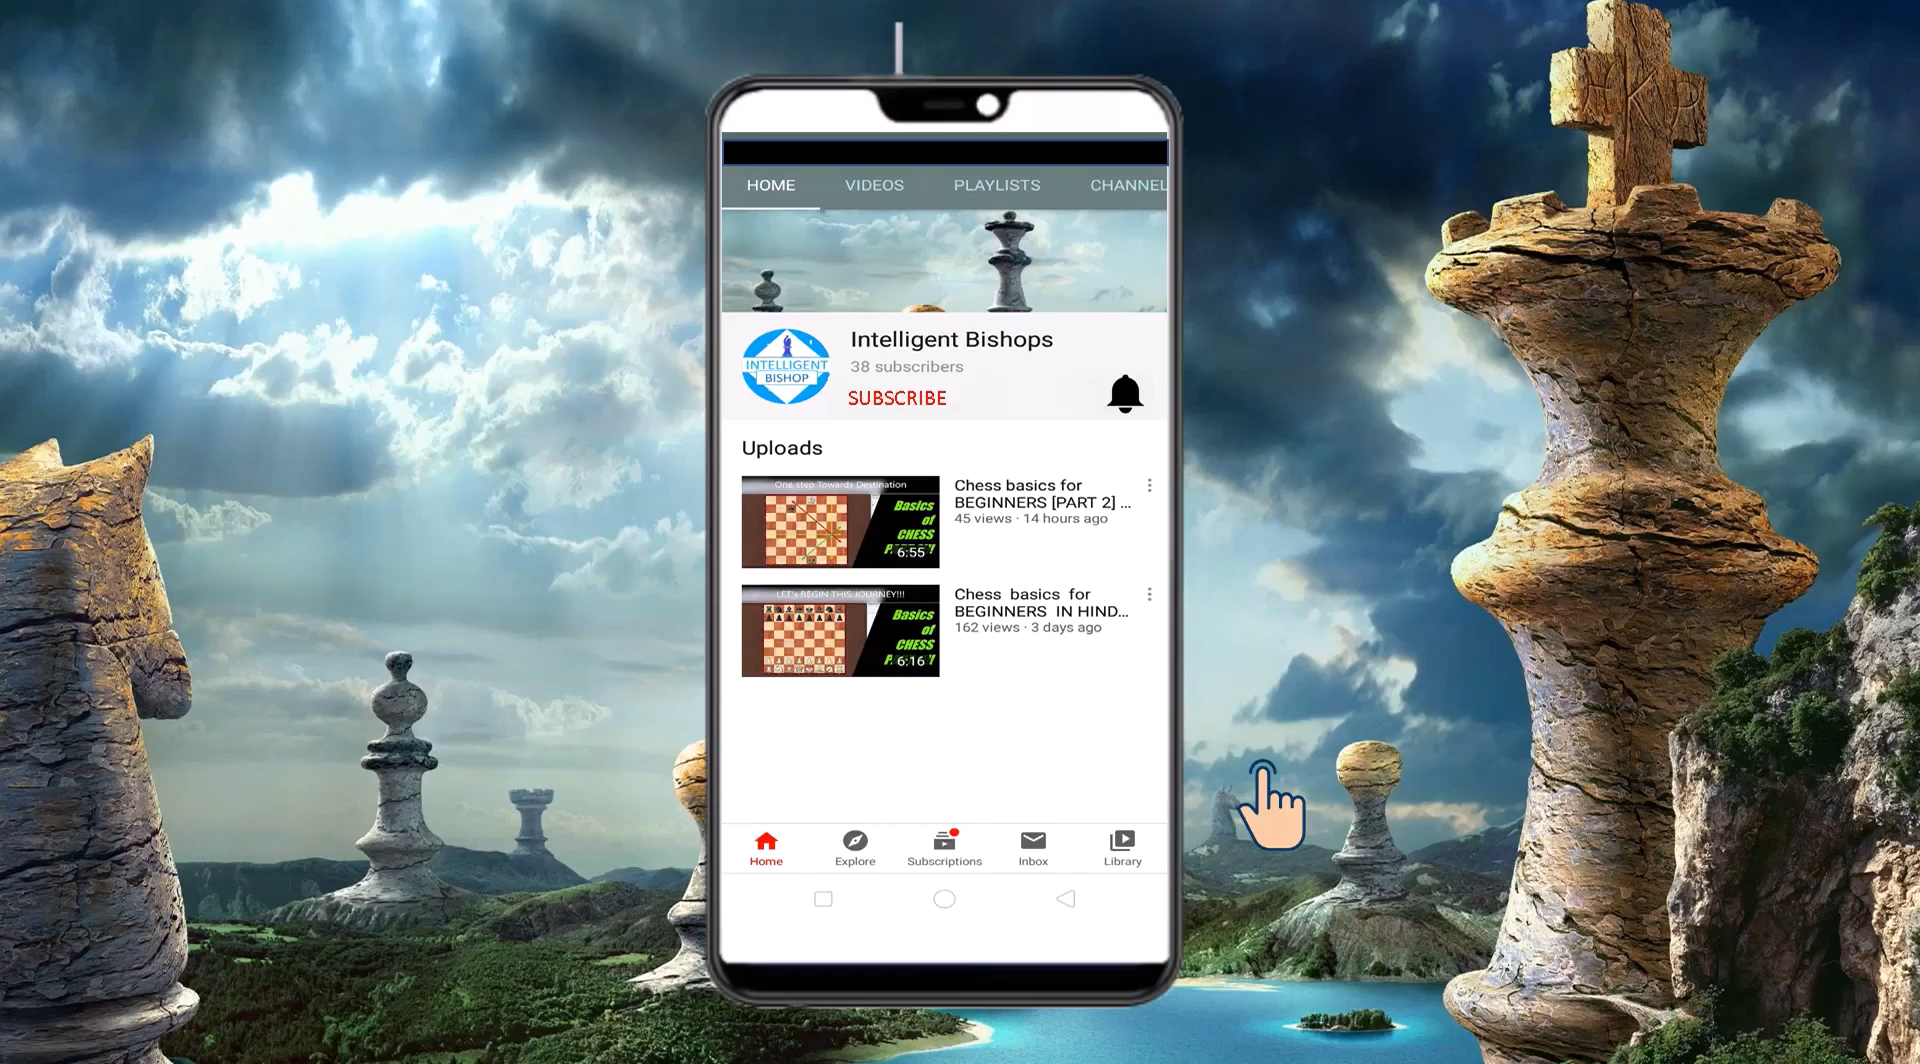 HOME VIDEOS PLAYLISTS CHANNEL
Intelligent Bishops
38 subscribers
SUBSCRIBE
INTELLIGENT
BISHOP
Uploads
One step Towards Destination
Basics
of
CHESS
6:55
Chess basics for
BEGINNERS [PART 2] ...
45 views · 14 hours ago
LET's BEGIN THIS JOURNEY!!!
Basics
of
CHESS
6:16
Chess basics for
BEGINNERS IN HIND...
162 views · 3 days ago
Home Explore Subscriptions Inbox Library